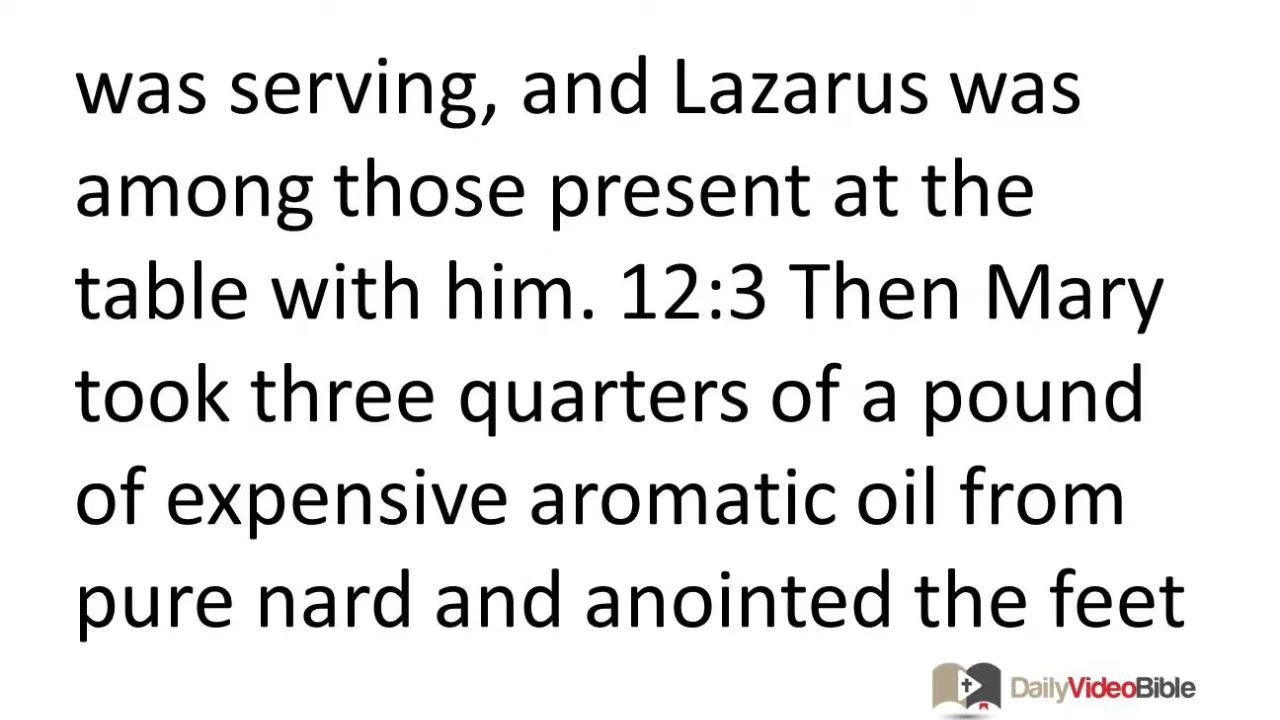 was serving, and Lazarus was
among those present at the
table with him. 12:3 Then Mary
took three quarters of a pound
of expensive aromatic oil from
pure nard and anointed the feet
DailyVideoBible